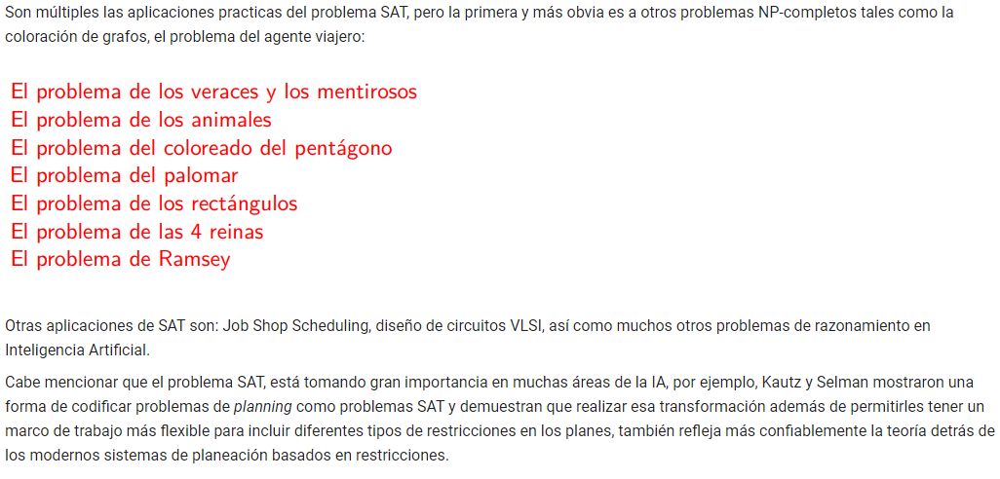 Son múltiples las aplicaciones practicas del problema SAT, pero la primera y más obvia es a otros problemas NP-completos tales como la
coloración de grafos, el problema del agente viajero:
El problema de los veraces y los mentirosos
El problema de los animales
El problema del coloreado del pentágono
El problema del palomar
El problema de los rectángulos
El problema de las 4 reinas
El problema de Ramsey
Otras aplicaciones de SAT son: Job Shop Scheduling, diseño de circuitos VLSI, así como muchos otros problemas de razonamiento en
Inteligencia Artificial.
Cabe mencionar que el problema SAT, está tomando gran importancia en muchas áreas de la IA, por ejemplo, Kautz y Selman mostraron una
forma de codificar problemas de planning como problemas SAT y demuestran que realizar esa transformación además de permitirles tener un
marco de trabajo más flexible para incluir diferentes tipos de restricciones en los planes, también refleja más confiablemente la teoría detrás de
los modernos sistemas de planeación basados en restricciones.